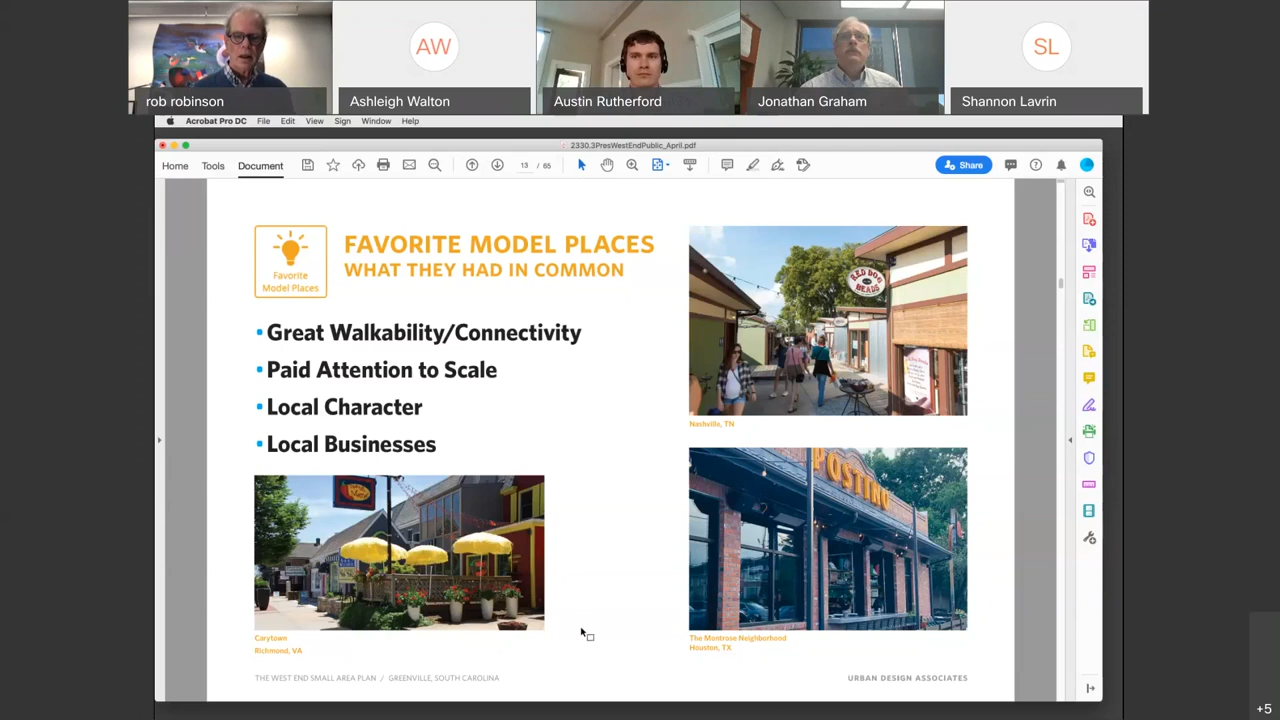 AW
SL
rob robinson
Ashleigh Walton
Austin Rutherford
Jonathan Graham
Shannon Lavrin
Acrobat Pro DC File Edit View Sign Window Help
2330.3PresWestEndPublic_April.pdf
Home Tools Document 13 / 65 Share
Favorite
Model Places
FAVORITE MODEL PLACES
WHAT THEY HAD IN COMMON
• Great Walkability/Connectivity
• Paid Attention to Scale
• Local Character
• Local Businesses
RED DOG
BEADS
Nashville, TN
POSTINO
Carytown
Richmond, VA
The Montrose Neighborhood
Houston, TX
THE WEST END SMALL AREA PLAN / GREENVILLE, SOUTH CAROLINA
URBAN DESIGN ASSOCIATES
+5